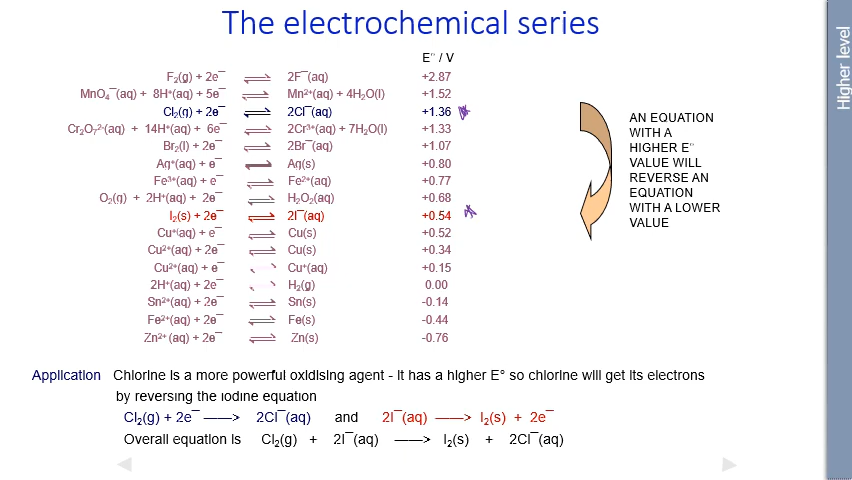 The electrochemical series
Higher level
E° / V
F₂(g) + 2e¯ ⇌ 2F¯(aq) +2.87
MnO₄¯(aq) + 8H⁺(aq) + 5e¯ ⇌ Mn²⁺(aq) + 4H₂O(l) +1.52
Cl₂(g) + 2e¯ ⇌ 2Cl¯(aq) +1.36
Cr₂O₇²⁻(aq) + 14H⁺(aq) + 6e¯ ⇌ 2Cr³⁺(aq) + 7H₂O(l) +1.33
Br₂(l) + 2e¯ ⇌ 2Br¯(aq) +1.07
Ag⁺(aq) + e¯ ⇌ Ag(s) +0.80
Fe³⁺(aq) + e¯ ⇌ Fe²⁺(aq) +0.77
O₂(g) + 2H⁺(aq) + 2e¯ ⇌ H₂O₂(aq) +0.68
I₂(s) + 2e¯ ⇌ 2I¯(aq) +0.54
Cu⁺(aq) + e¯ ⇌ Cu(s) +0.52
Cu²⁺(aq) + 2e¯ ⇌ Cu(s) +0.34
Cu²⁺(aq) + e¯ ⇌ Cu⁺(aq) +0.15
2H⁺(aq) + 2e¯ ⇌ H₂(g) 0.00
Sn²⁺(aq) + 2e¯ ⇌ Sn(s) -0.14
Fe²⁺(aq) + 2e¯ ⇌ Fe(s) -0.44
Zn²⁺(aq) + 2e¯ ⇌ Zn(s) -0.76
AN EQUATION
WITH A
HIGHER E°
VALUE WILL
REVERSE AN
EQUATION
WITH A LOWER
VALUE
Application Chlorine is a more powerful oxidising agent - it has a higher E° so chlorine will get its electrons
by reversing the iodine equation
Cl₂(g) + 2e¯ ——> 2Cl¯(aq) and 2I¯(aq) ——> I₂(s) + 2e¯
Overall equation is Cl₂(g) + 2I¯(aq) ——> I₂(s) + 2Cl¯(aq)